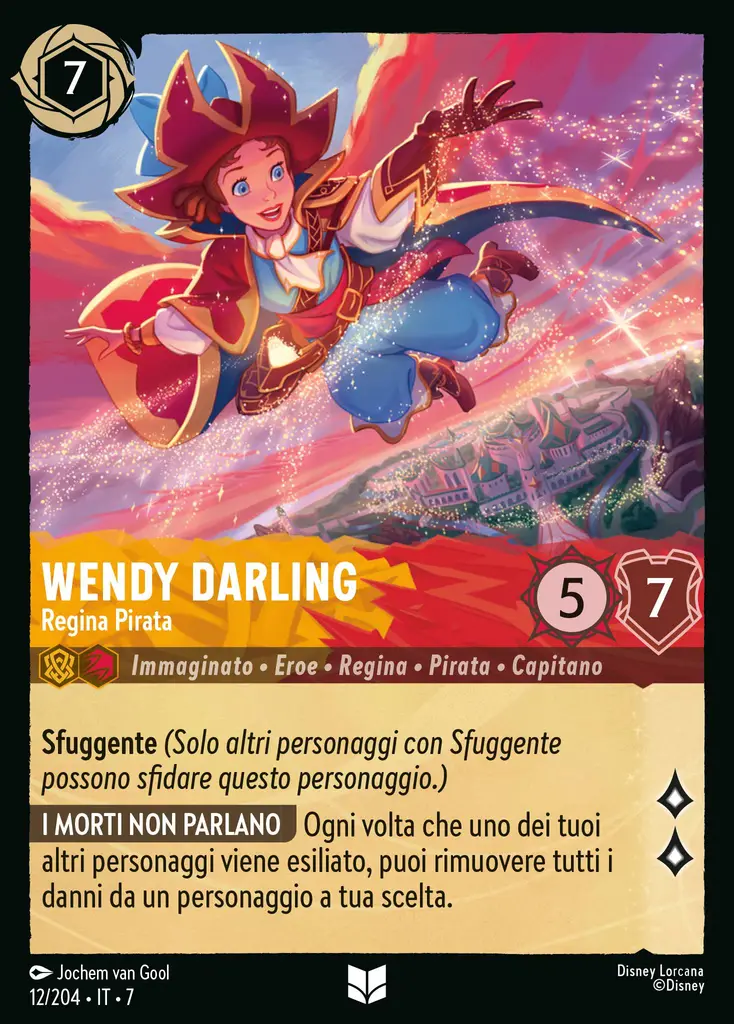 7
WENDY DARLING
Regina Pirata
5
7
Immaginato • Eroe • Regina • Pirata • Capitano
Sfuggente (Solo altri personaggi con Sfuggente
possono sfidare questo personaggio.)
I MORTI NON PARLANO Ogni volta che uno dei tuoi
altri personaggi viene esiliato, puoi rimuovere tutti i
danni da un personaggio a tua scelta.
Jochem van Gool
12/204 • IT • 7
Disney Lorcana
©Disney